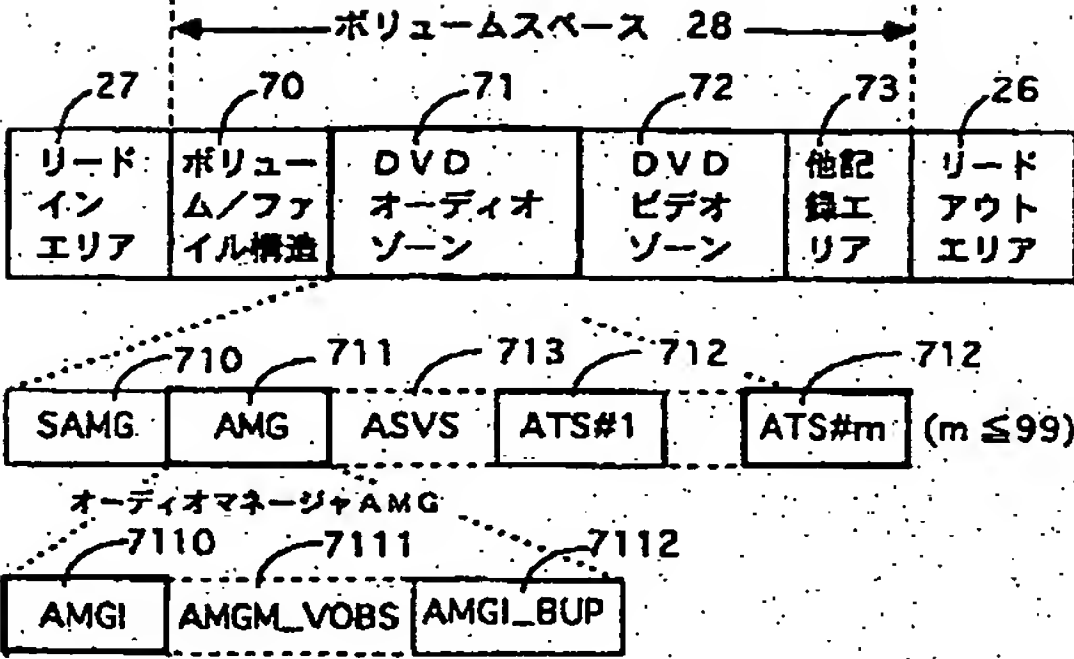 ボリュームスペース 28
27 70 71 72 73 26
リード ボリュー DVD DVD 他記 リード
イン ム/ファ オーディオ ビデオ 録エ アウト
エリア イル構造 ゾーン ゾーン リア エリア
710 711 713 712 712
SAMG AMG ASVS ATS#1 ATS#m (m≦99)
オーディオマネージャAMG
7110 7111 7112
AMGI AMGM_VOBS AMGI_BUP